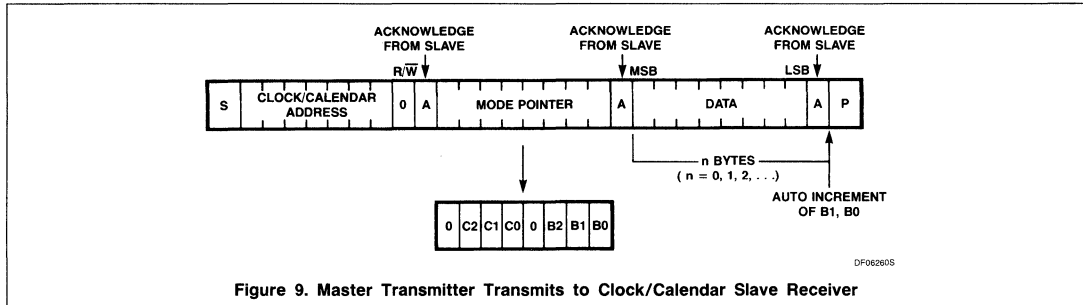 ACKNOWLEDGE
FROM SLAVE
ACKNOWLEDGE
FROM SLAVE
ACKNOWLEDGE
FROM SLAVE
R/W̅
MSB
LSB
S
CLOCK/CALENDAR
ADDRESS
0
A
MODE POINTER
A
DATA
A
P
n BYTES
( n = 0, 1, 2, . . .)
AUTO INCREMENT
OF B1, B0
0 C2 C1 C0 0 B2 B1 B0
DF06260S
Figure 9. Master Transmitter Transmits to Clock/Calendar Slave Receiver